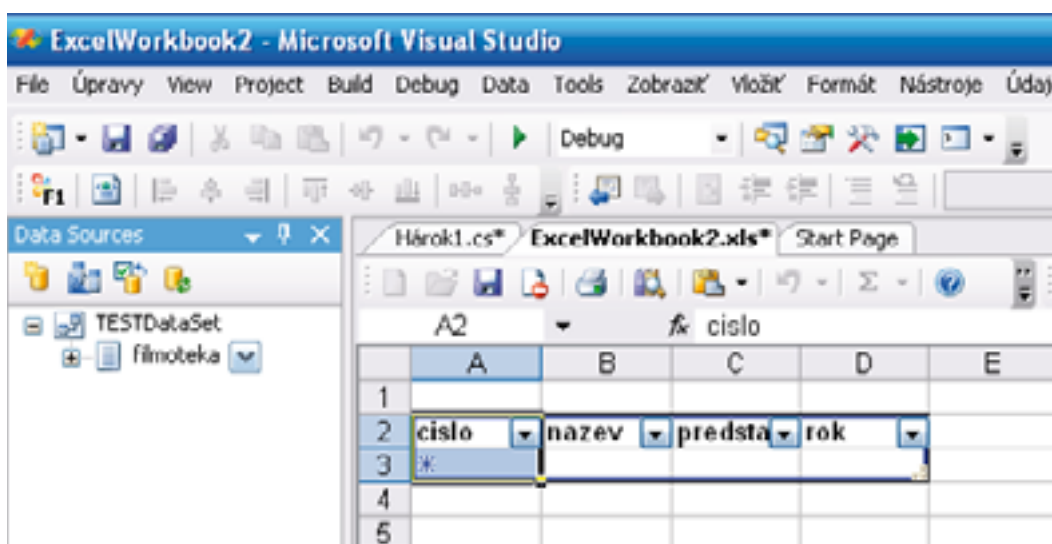 ExcelWorkbook2 - Microsoft Visual Studio
File Úpravy View Project Build Debug Data Tools Zobraziť Vložiť Formát Nástroje Údaj
Debug
F1
Data Sources
Hárok1.cs* ExcelWorkbook2.xls* Start Page
TESTDataSet
filmoteka
A2 fx cislo
A B C D E
1
2 cislo nazev predsta rok
3 *
4
5